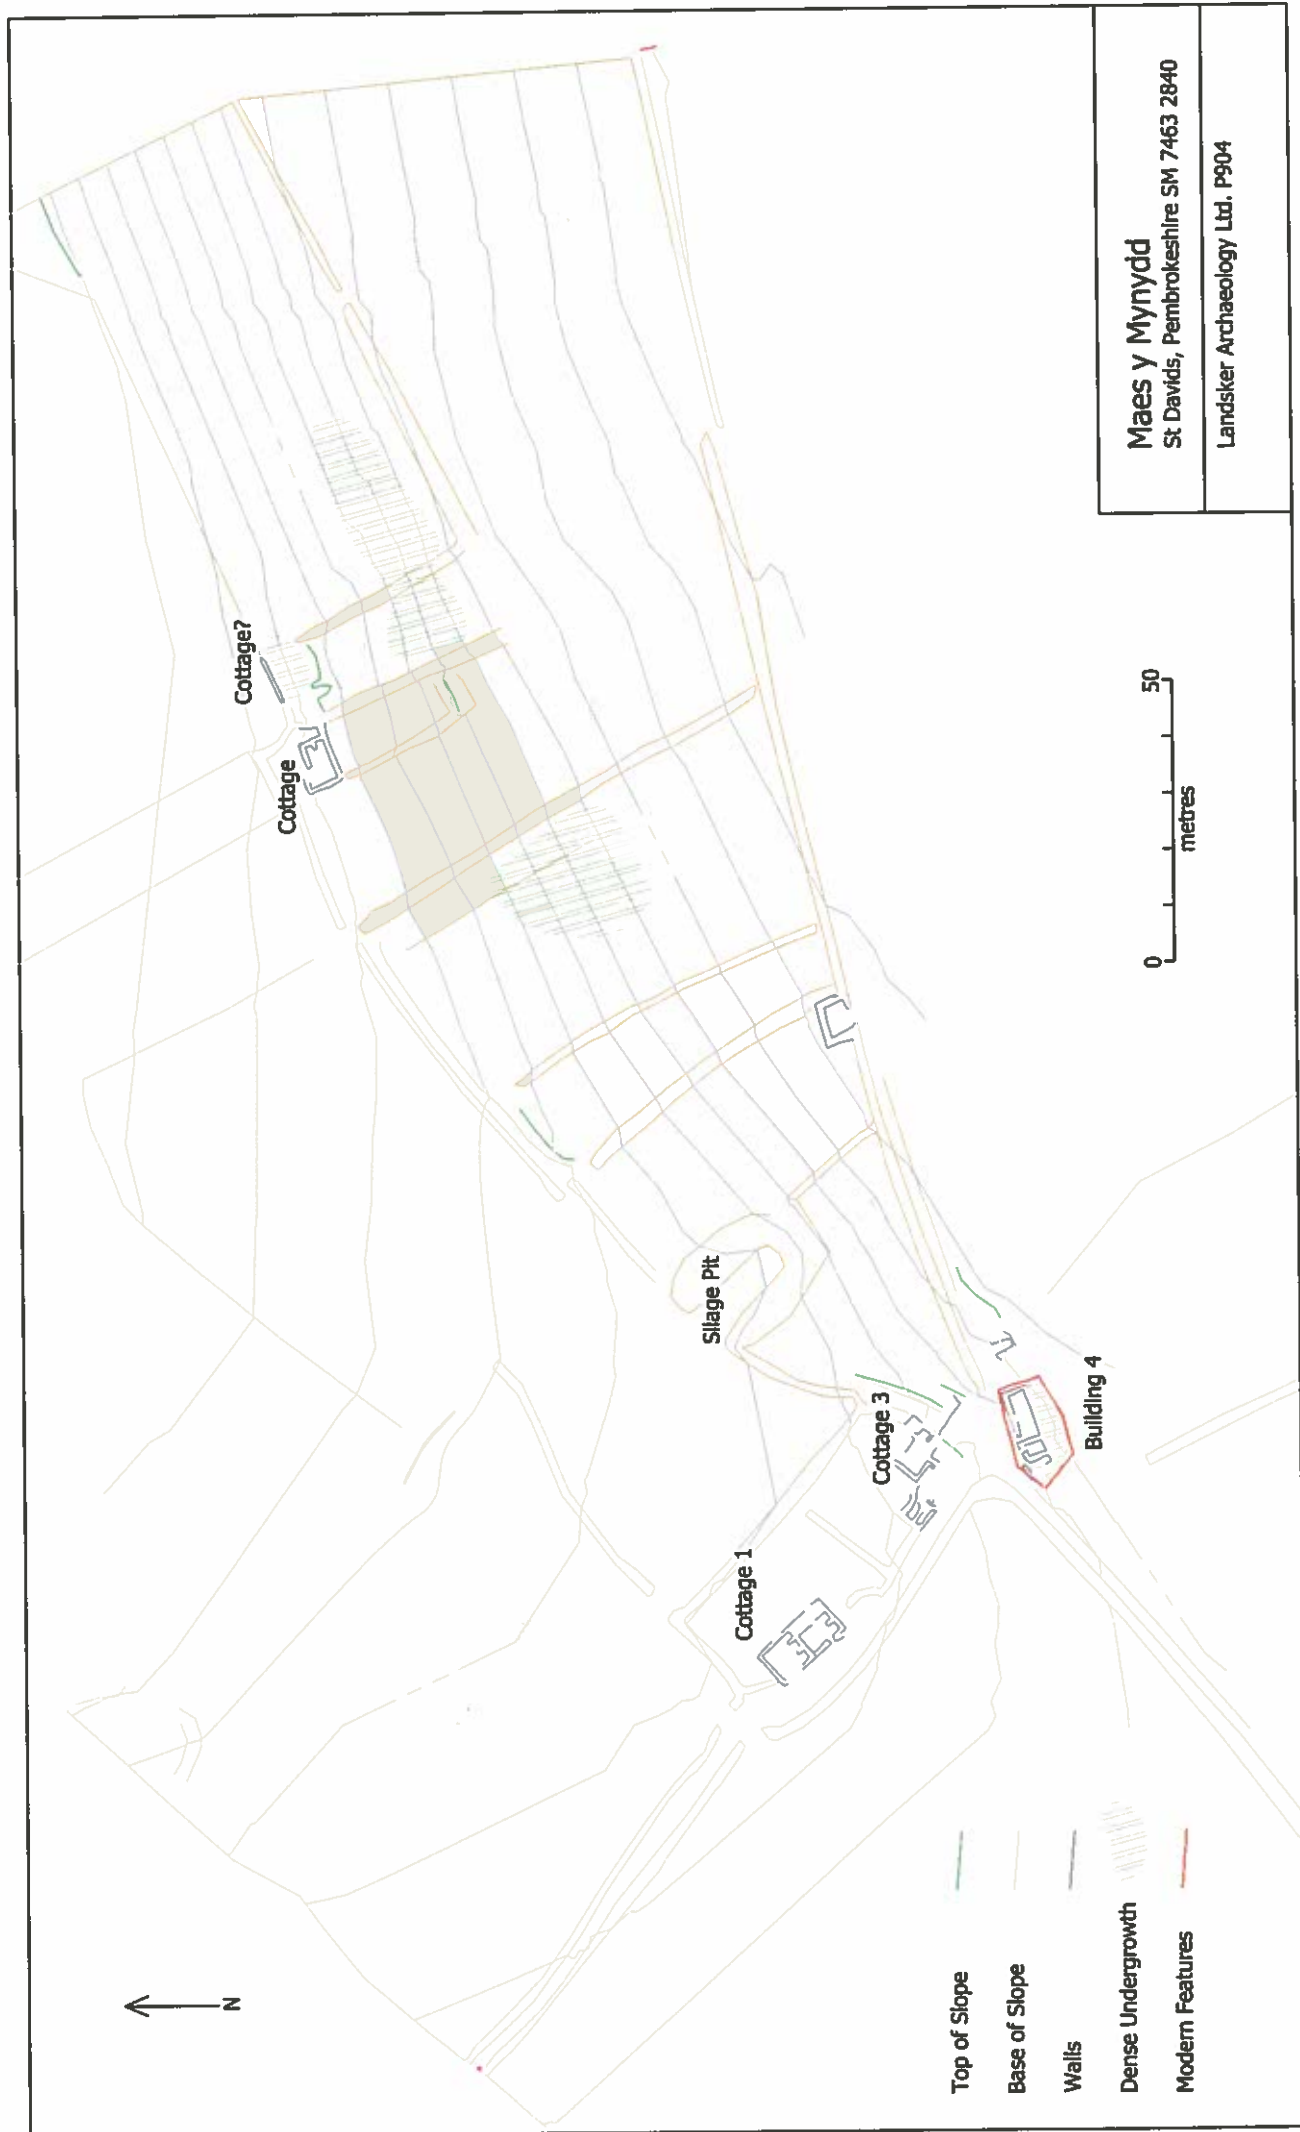 Maes y Mynydd
St Davids, Pembrokeshire SM 7463 2840
Landsker Archaeology Ltd. P904
Cottage?
Cottage
Silage Pit
Cottage 3
Cottage 1
Building 4
0
50
metres
N
Top of Slope
Base of Slope
Walls
Dense Undergrowth
Modern Features